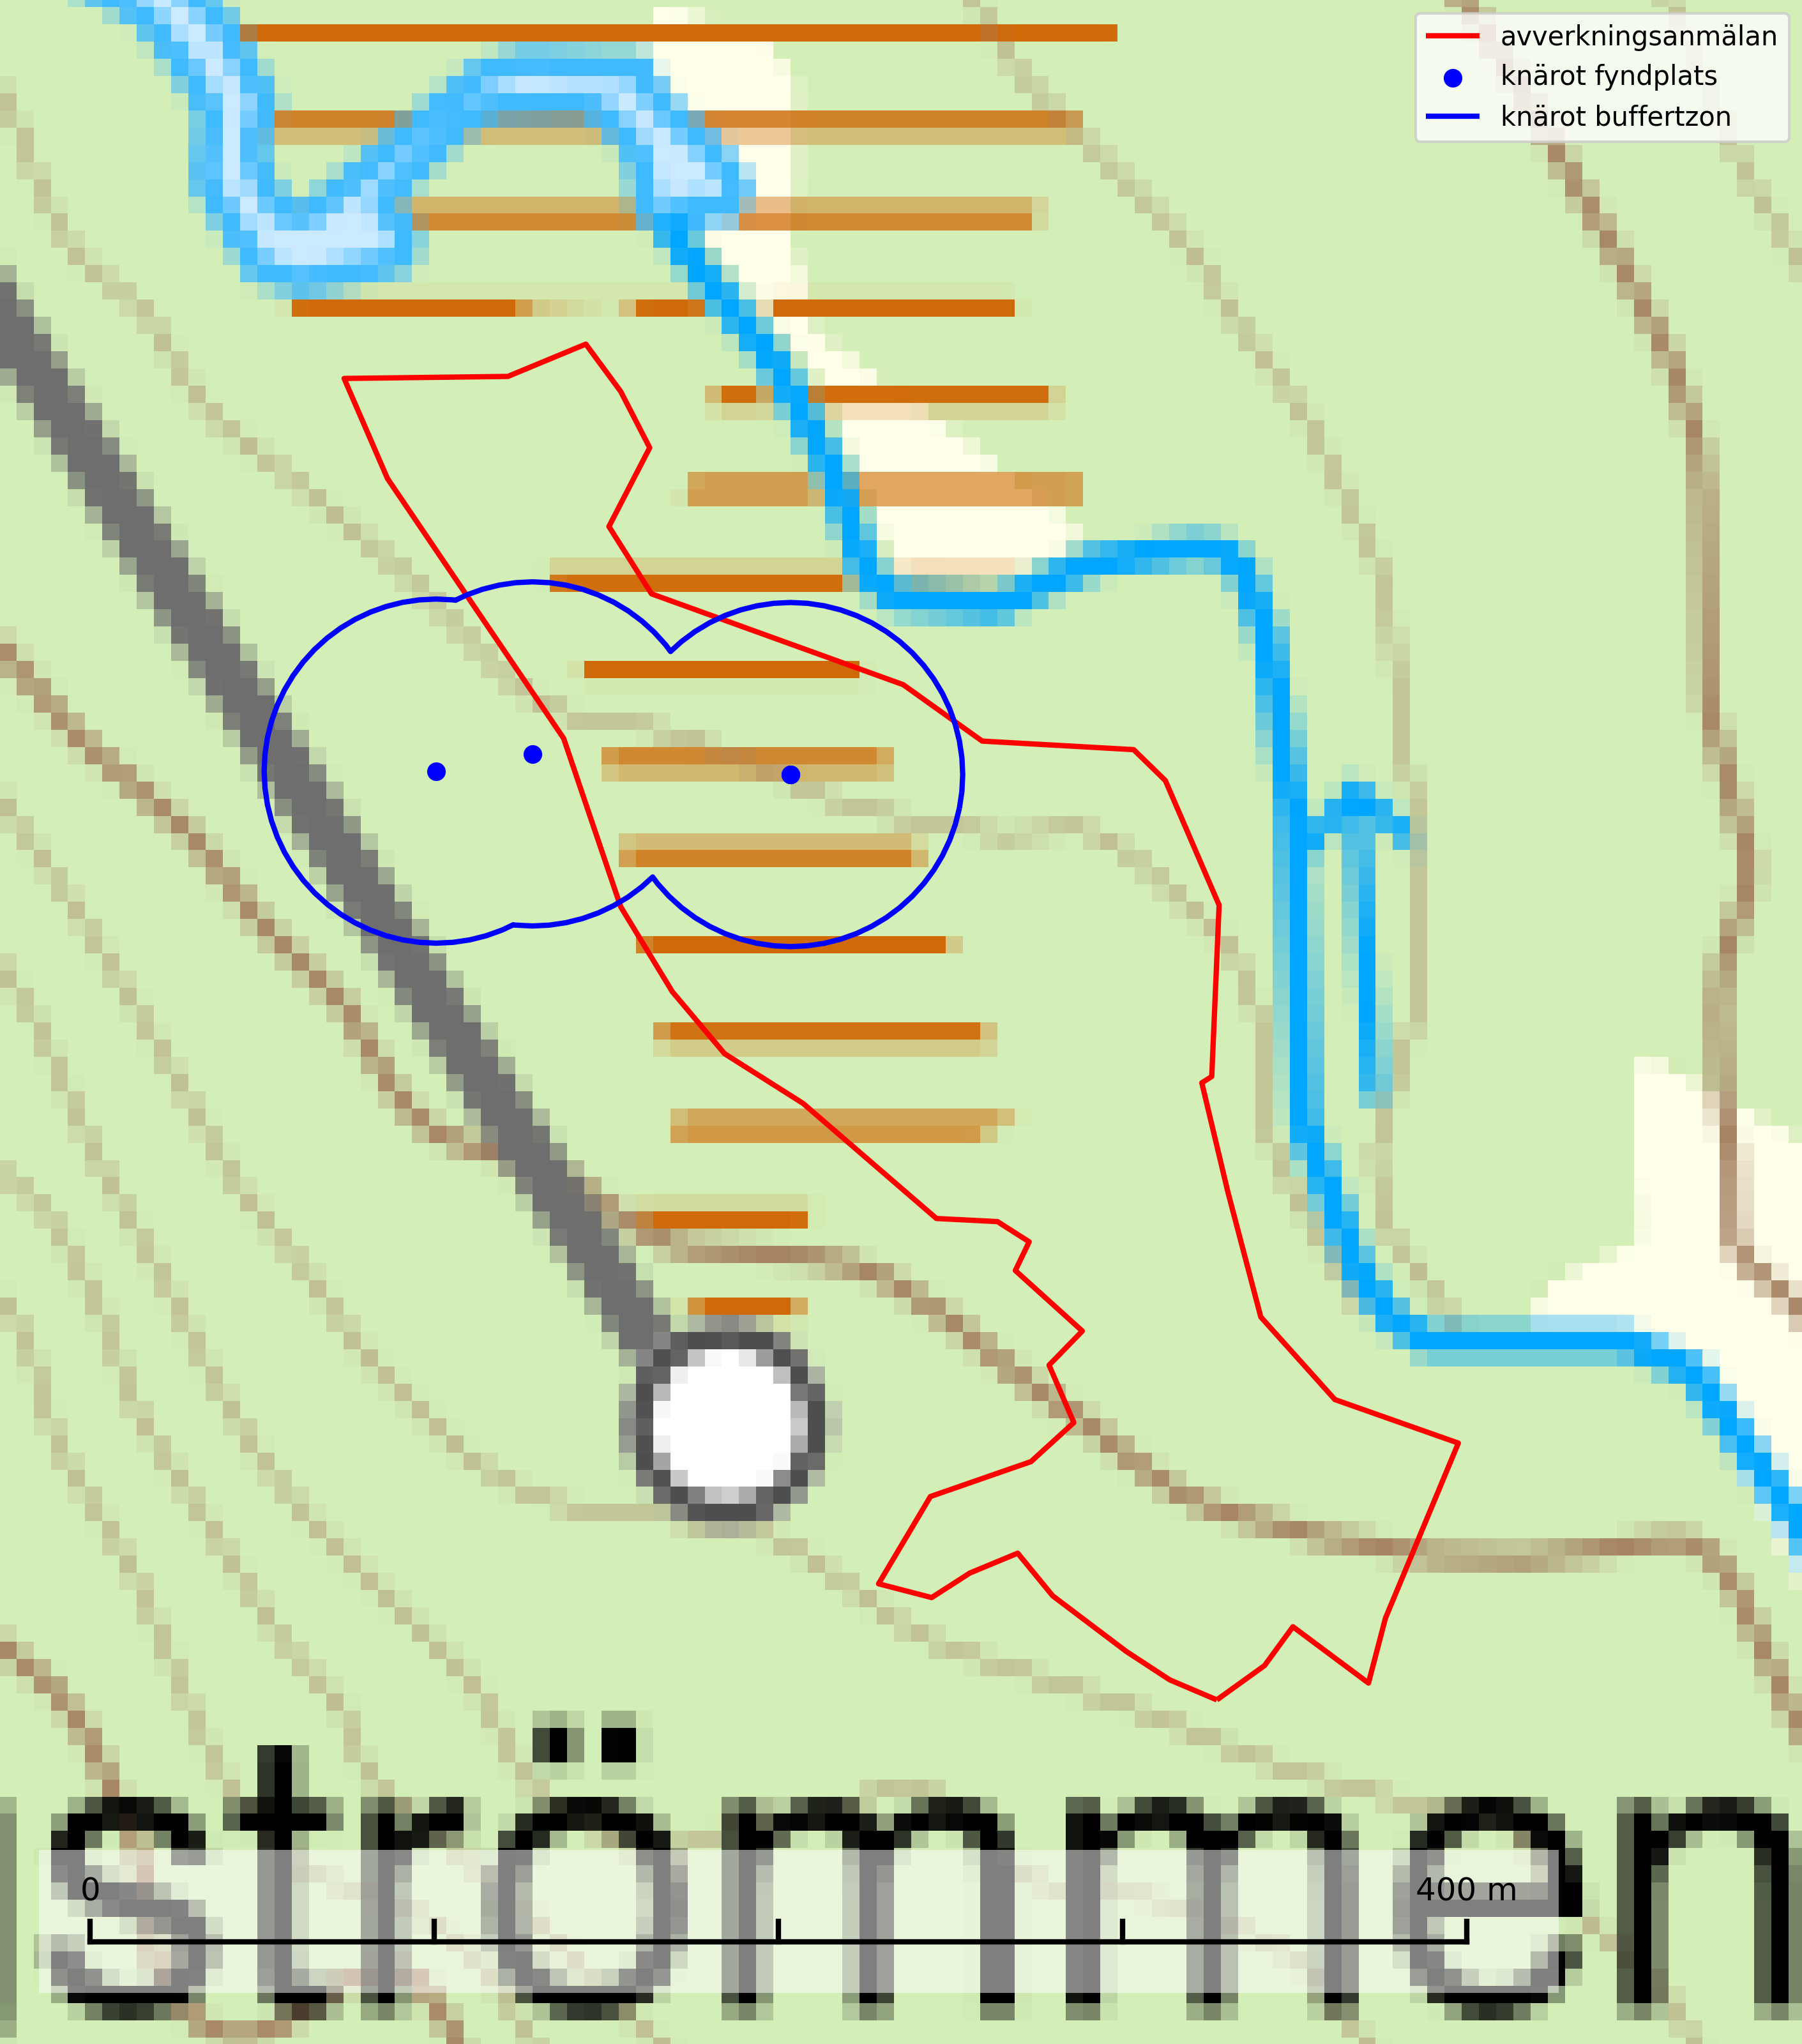 avverkningsanmälan
knärot fyndplats
knärot buffertzon
strömmen
0 400 m